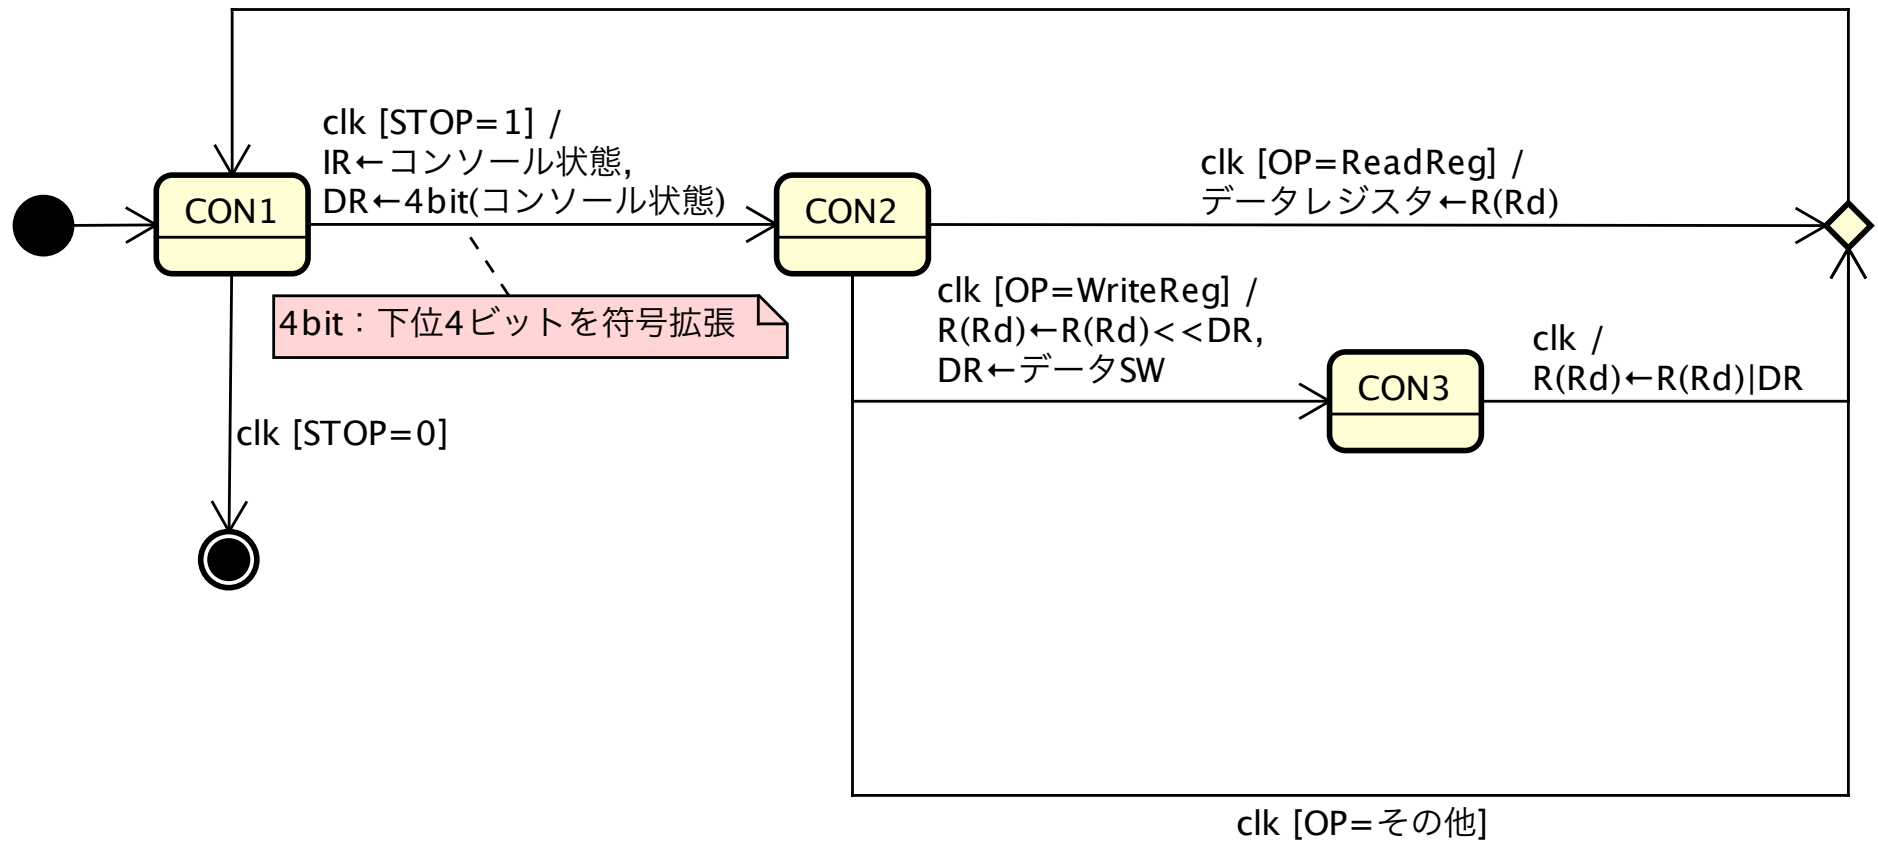 clk [STOP=1] /
IR←コンソール状態,
DR←4bit(コンソール状態)
clk [OP=ReadReg] /
データレジスタ←R(Rd)
CON1
CON2
4bit：下位4ビットを符号拡張
clk [OP=WriteReg] /
R(Rd)←R(Rd)<<DR,
DR←データSW
clk /
R(Rd)←R(Rd)|DR
CON3
clk [STOP=0]
clk [OP=その他]